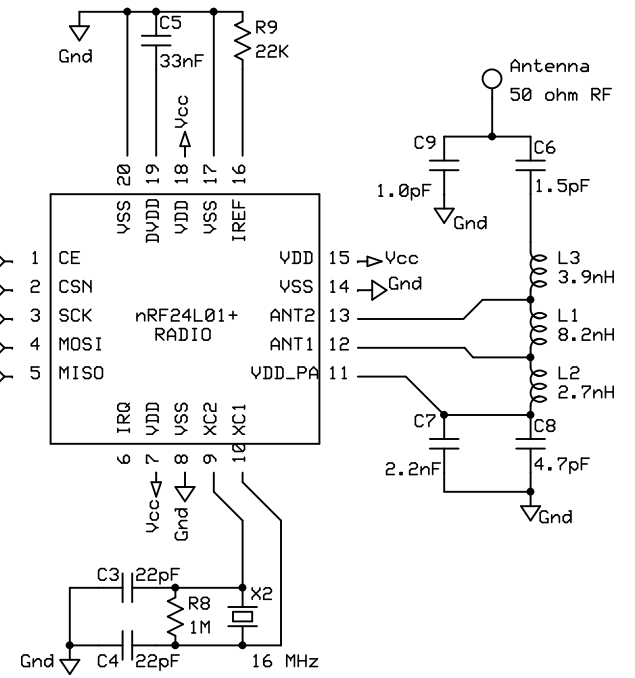 C5
R9
Gnd
33nF
22K
Vcc
Antenna
50 ohm RF
20
19
18
17
16
C9
C6
1.0pF
1.5pF
Gnd
VSS
DVDD
VDD
VSS
IREF
1 CE
2 CSN
3 SCK
4 MOSI
5 MISO
nRF24L01+
RADIO
VDD 15 Vcc
VSS 14 Gnd
ANT2 13
ANT1 12
VDD_PA 11
L3
3.9nH
L1
8.2nH
L2
2.7nH
IRQ
VDD
VSS
XC2
XC1
6
7
8
9
10
C7
C8
2.2nF
4.7pF
Gnd
Vcc
Gnd
C3 22pF
R8
1M
X2
Gnd
C4 22pF
16 MHz